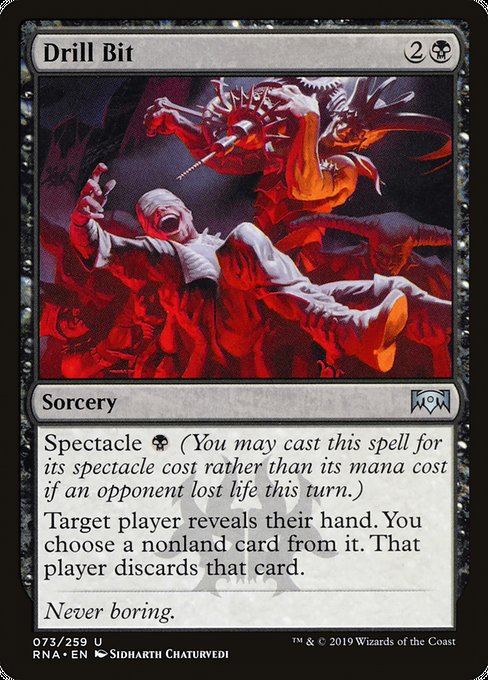 Drill Bit 2
Sorcery
Spectacle (You may cast this spell for
its spectacle cost rather than its mana cost
if an opponent lost life this turn.)
Target player reveals their hand. You
choose a nonland card from it. That
player discards that card.
Never boring.
073/259 U ™ & © 2019 Wizards of the Coast
RNA • EN Sidharth Chaturvedi